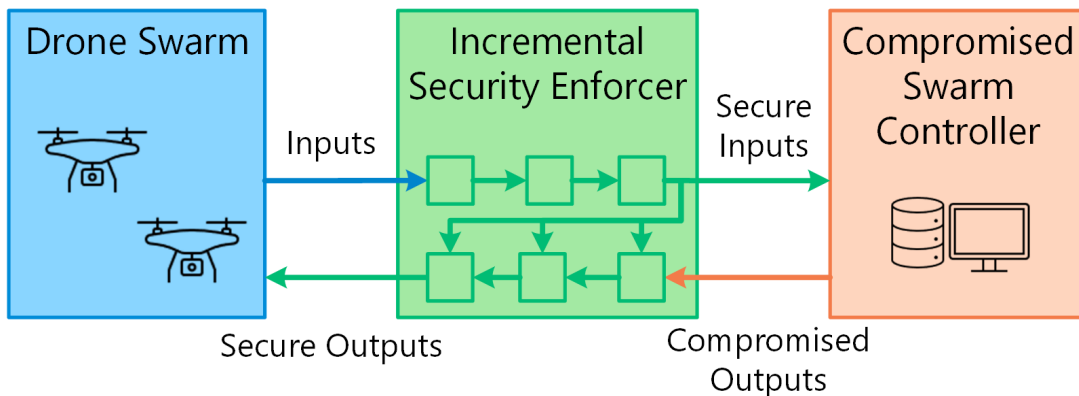 Drone Swarm
Incremental
Security Enforcer
Compromised
Swarm
Controller
Inputs
Secure
Inputs
Secure Outputs
Compromised
Outputs